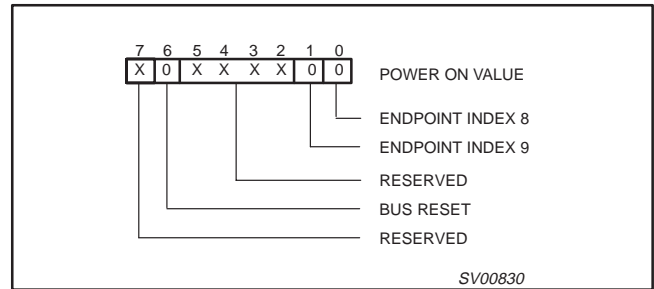 7 6 5 4 3 2 1 0
X 0 X X X X 0 0 POWER ON VALUE
ENDPOINT INDEX 8
ENDPOINT INDEX 9
RESERVED
BUS RESET
RESERVED
SV00830